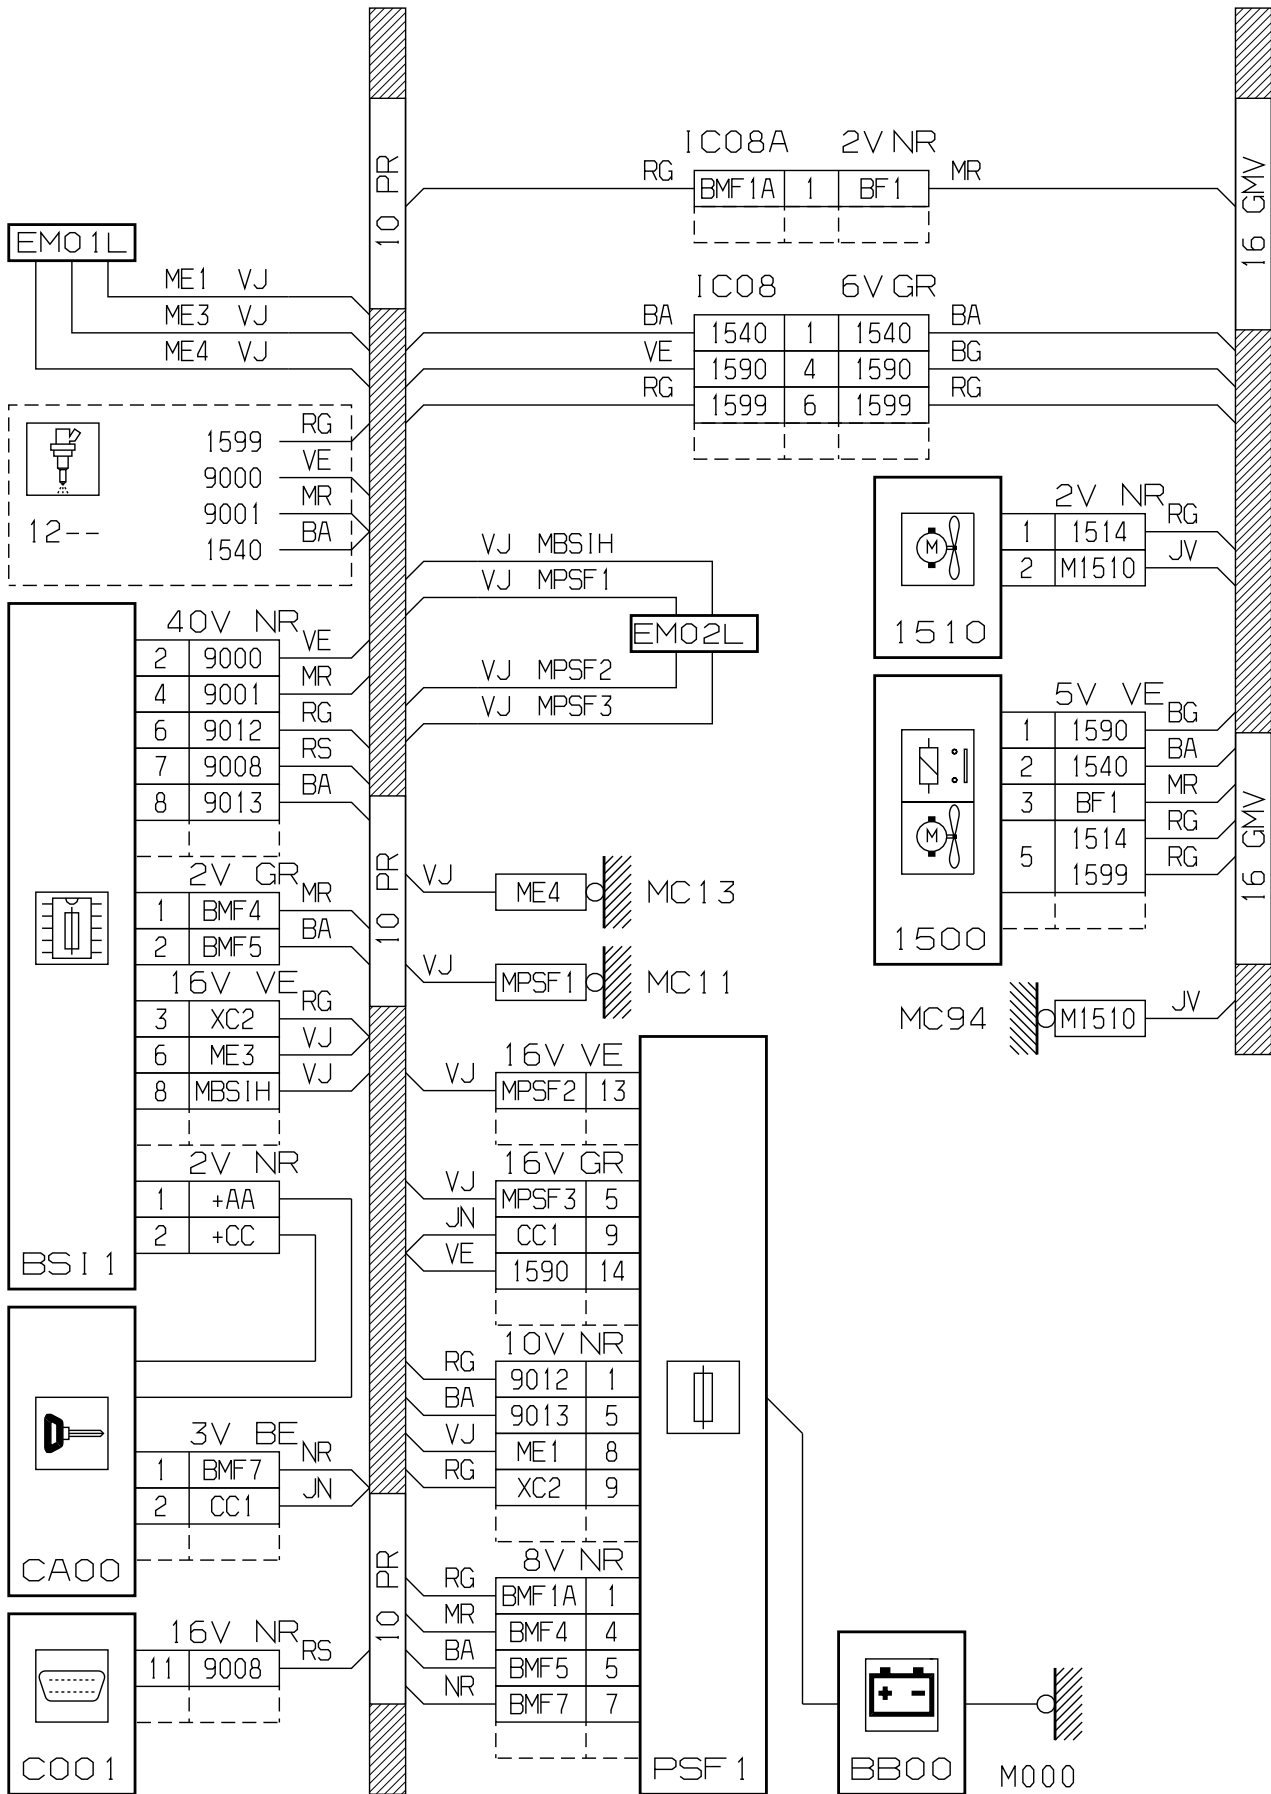 10 PR
16 GMV
IC08A 2V NR
RG BMF1A 1 BF1 MR
EM01L
ME1 VJ
ME3 VJ
ME4 VJ
IC08 6V GR
BA 1540 1 1540 BA
VE 1590 4 1590 BG
RG 1599 6 1599 RG
12--
1599 RG
9000 VE
9001 MR
1540 BA
VJ MBSIH
VJ MPSF1
EM02L
VJ MPSF2
VJ MPSF3
2V NR
1 1514 RG
2 M1510 JV
1510
5V VE
1 1590 BG
2 1540 BA
3 BF1 MR
5 1514 RG
1599 RG
1500
16 GMV
MC94 M1510 JV
40V NR
2 9000 VE
4 9001 MR
6 9012 RG
7 9008 RS
8 9013 BA
2V GR
1 BMF4 MR
2 BMF5 BA
16V VE
3 XC2 RG
6 ME3 VJ
8 MBSIH VJ
2V NR
1 +AA
2 +CC
BSI1
10 PR
VJ ME4 MC13
VJ MPSF1 MC11
16V VE
VJ MPSF2 13
16V GR
VJ MPSF3 5
JN CC1 9
VE 1590 14
10V NR
RG 9012 1
BA 9013 5
VJ ME1 8
RG XC2 9
8V NR
RG BMF1A 1
MR BMF4 4
BA BMF5 5
NR BMF7 7
PSF1
3V BE
1 BMF7 NR
2 CC1 JN
CA00
10 PR
16V NR
11 9008 RS
C001
M
M
+ -
BB00
M000